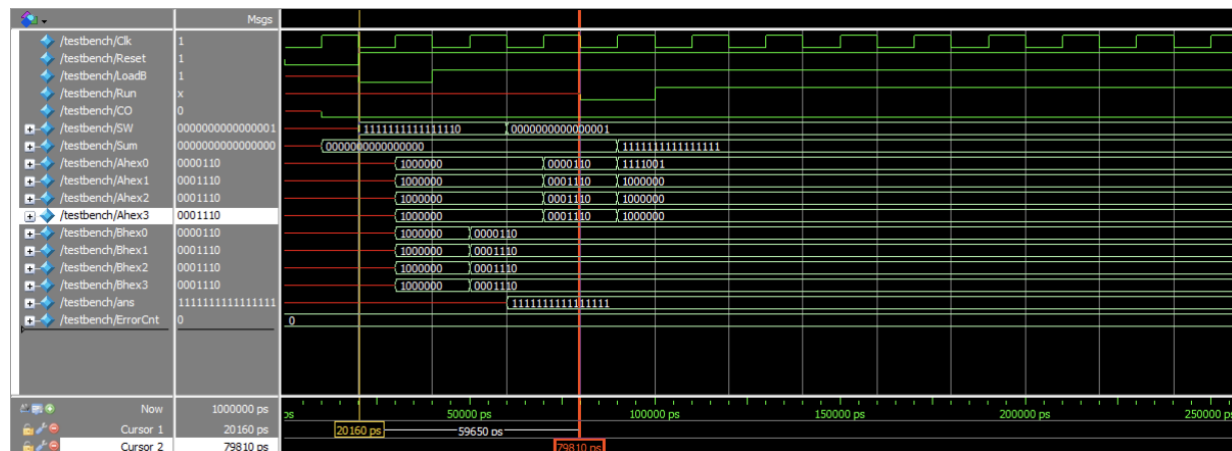 Msgs
/testbench/Clk 1
/testbench/Reset 1
/testbench/LoadB 1
/testbench/Run x
/testbench/CO 0
/testbench/SW 0000000000000001 1111111111111110 0000000000000001
/testbench/Sum 0000000000000000 0000000000000000 1111111111111111
/testbench/Ahex0 0000110 1000000 0000110 1111001
/testbench/Ahex1 0001110 1000000 0001110 1000000
/testbench/Ahex2 0001110 1000000 0001110 1000000
/testbench/Ahex3 0001110 1000000 0001110 1000000
/testbench/Bhex0 0000110 1000000 0000110
/testbench/Bhex1 0001110 1000000 0001110
/testbench/Bhex2 0001110 1000000 0001110
/testbench/Bhex3 0001110 1000000 0001110
/testbench/ans 1111111111111111 1111111111111111
/testbench/ErrorCnt 0 0
Now 1000000 ps ps 50000 ps 100000 ps 150000 ps 200000 ps 250000 ps
Cursor 1 20160 ps 20160 ps 59650 ps
Cursor 2 79810 ps 79810 ps